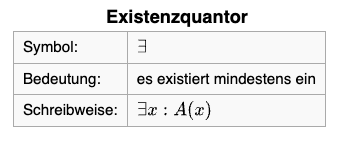 Existenzquantor
Symbol: ∃
Bedeutung: es existiert mindestens ein
Schreibweise: ∃x : A(x)